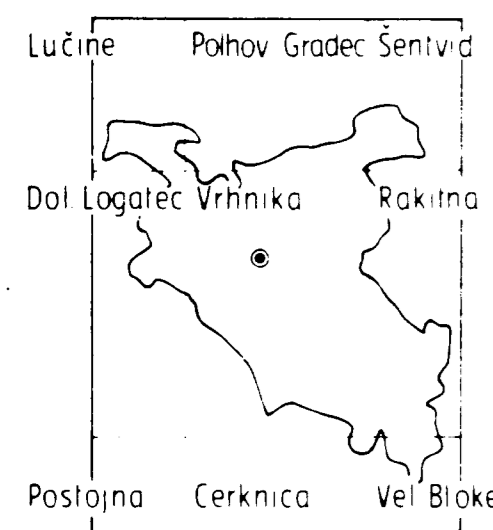 Lučine Polhov Gradec Šentvid
Dol. Logatec Vrhnika Rakitna
Postojna Cerknica Vel Bloke